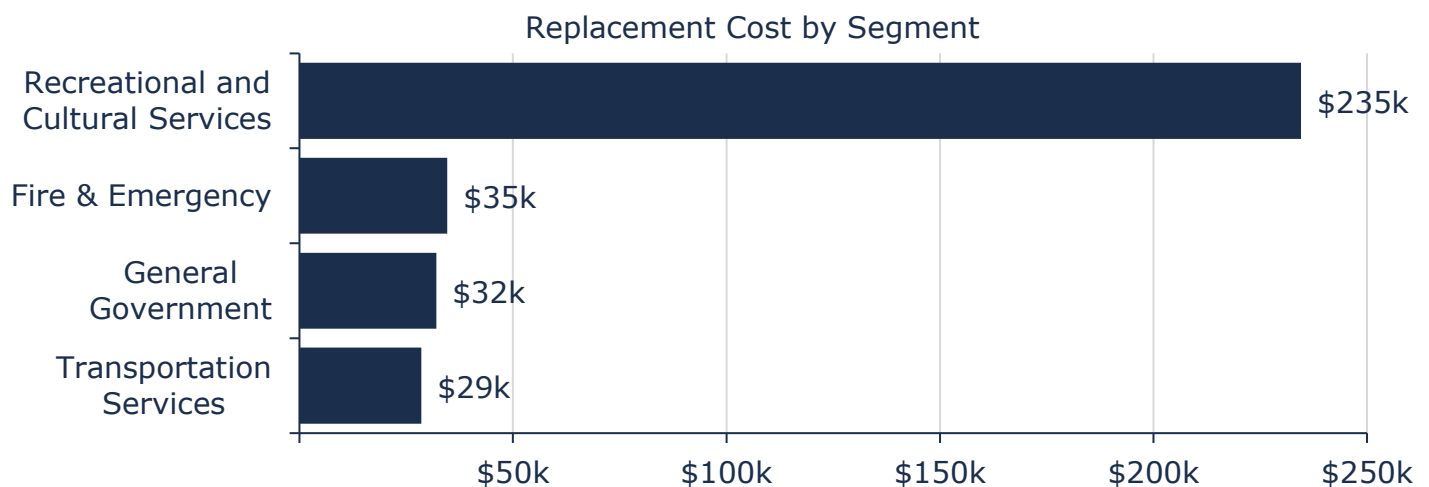 Replacement Cost by Segment
Recreational and
Cultural Services
$235k
Fire & Emergency
$35k
General
Government
$32k
Transportation
Services
$29k
$50k
$100k
$150k
$200k
$250k